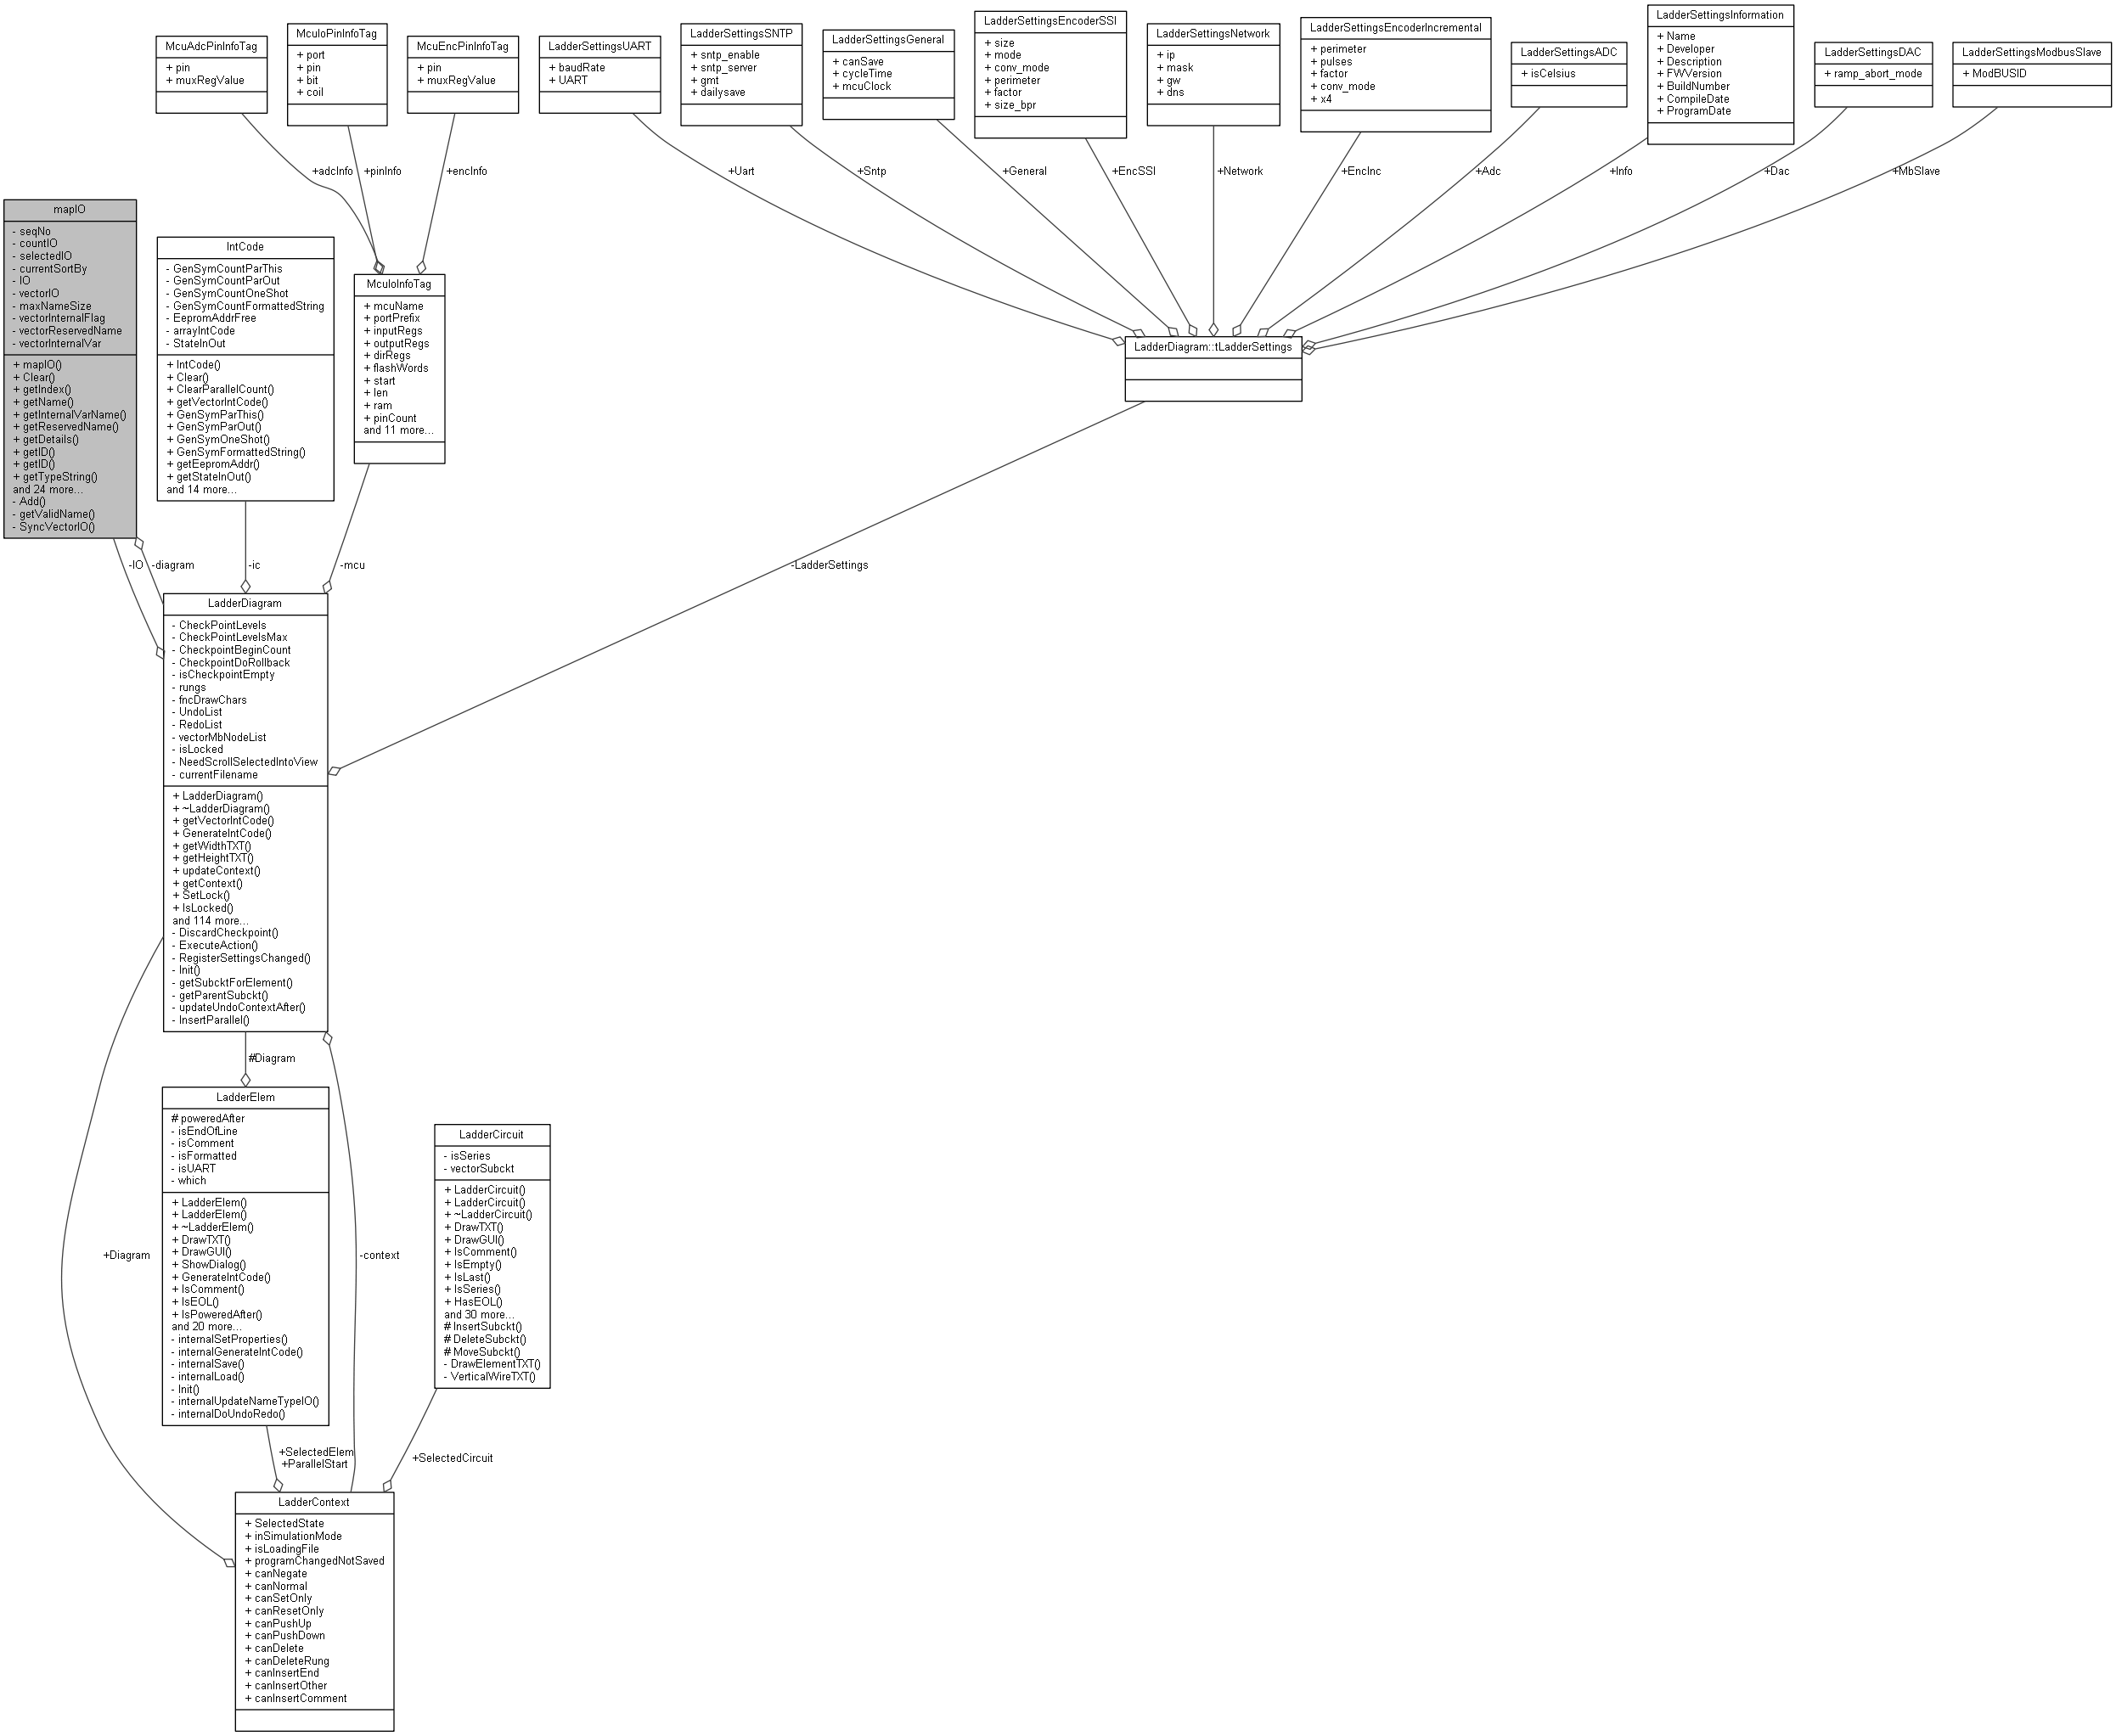 McuAdcPinInfoTag
+ pin
+ muxRegValue
McuIoPinInfoTag
+ port
+ pin
+ bit
+ coil
McuEncPinInfoTag
+ pin
+ muxRegValue
LadderSettingsUART
+ baudRate
+ UART
LadderSettingsSNTP
+ sntp_enable
+ sntp_server
+ gmt
+ dailysave
LadderSettingsGeneral
+ canSave
+ cycleTime
+ mcuClock
LadderSettingsEncoderSSI
+ size
+ mode
+ conv_mode
+ perimeter
+ factor
+ size_bpr
LadderSettingsNetwork
+ ip
+ mask
+ gw
+ dns
LadderSettingsEncoderIncremental
+ perimeter
+ pulses
+ factor
+ conv_mode
+ x4
LadderSettingsADC
+ isCelsius
LadderSettingsInformation
+ Name
+ Developer
+ Description
+ FWVersion
+ BuildNumber
+ CompileDate
+ ProgramDate
LadderSettingsDAC
+ ramp_abort_mode
LadderSettingsModbusSlave
+ ModBUSID
+adcInfo
+pinInfo
+encInfo
+Uart
+Sntp
+General
+EncSSI
+Network
+EncInc
+Adc
+Info
+Dac
+MbSlave
mapIO
- seqNo
- countIO
- selectedIO
- currentSortBy
- IO
- vectorIO
- maxNameSize
- vectorInternalFlag
- vectorReservedName
- vectorInternalVar
+ mapIO()
+ Clear()
+ getIndex()
+ getName()
+ getInternalVarName()
+ getReservedName()
+ getDetails()
+ getID()
+ getID()
+ getTypeString()
and 24 more...
- Add()
- getValidName()
- SyncVectorIO()
IntCode
- GenSymCountParThis
- GenSymCountParOut
- GenSymCountOneShot
- GenSymCountFormattedString
- EepromAddrFree
- arrayIntCode
- StateInOut
+ IntCode()
+ Clear()
+ ClearParallelCount()
+ getVectorIntCode()
+ GenSymParThis()
+ GenSymParOut()
+ GenSymOneShot()
+ GenSymFormattedString()
+ getEepromAddr()
+ getStateInOut()
and 14 more...
McuIoInfoTag
+ mcuName
+ portPrefix
+ inputRegs
+ outputRegs
+ dirRegs
+ flashWords
+ start
+ len
+ ram
+ pinCount
and 11 more...
LadderDiagram::tLadderSettings
-IO
-diagram
-ic
-mcu
-LadderSettings
LadderDiagram
- CheckPointLevels
- CheckPointLevelsMax
- CheckpointBeginCount
- CheckpointDoRollback
- isCheckpointEmpty
- rungs
- fncDrawChars
- UndoList
- RedoList
- vectorMbNodeList
- isLocked
- NeedScrollSelectedIntoView
- currentFilename
+ LadderDiagram()
+ ~LadderDiagram()
+ getVectorIntCode()
+ GenerateIntCode()
+ getWidthTXT()
+ getHeightTXT()
+ updateContext()
+ getContext()
+ SetLock()
+ IsLocked()
and 114 more...
- DiscardCheckpoint()
- ExecuteAction()
- RegisterSettingsChanged()
- Init()
- getSubcktForElement()
- getParentSubckt()
- updateUndoContextAfter()
- InsertParallel()
#Diagram
LadderElem
# poweredAfter
- isEndOfLine
- isComment
- isFormatted
- isUART
- which
+ LadderElem()
+ LadderElem()
+ ~LadderElem()
+ DrawTXT()
+ DrawGUI()
+ ShowDialog()
+ GenerateIntCode()
+ IsComment()
+ IsEOL()
+ IsPoweredAfter()
and 20 more...
- internalSetProperties()
- internalGenerateIntCode()
- internalSave()
- internalLoad()
- Init()
- internalUpdateNameTypeIO()
- internalDoUndoRedo()
LadderCircuit
- isSeries
- vectorSubckt
+ LadderCircuit()
+ LadderCircuit()
+ ~LadderCircuit()
+ DrawTXT()
+ DrawGUI()
+ IsComment()
+ IsEmpty()
+ IsLast()
+ IsSeries()
+ HasEOL()
and 30 more...
# InsertSubckt()
# DeleteSubckt()
# MoveSubckt()
- DrawElementTXT()
- VerticalWireTXT()
+Diagram
-context
+SelectedElem
+ParallelStart
+SelectedCircuit
LadderContext
+ SelectedState
+ inSimulationMode
+ isLoadingFile
+ programChangedNotSaved
+ canNegate
+ canNormal
+ canSetOnly
+ canResetOnly
+ canPushUp
+ canPushDown
+ canDelete
+ canDeleteRung
+ canInsertEnd
+ canInsertOther
+ canInsertComment